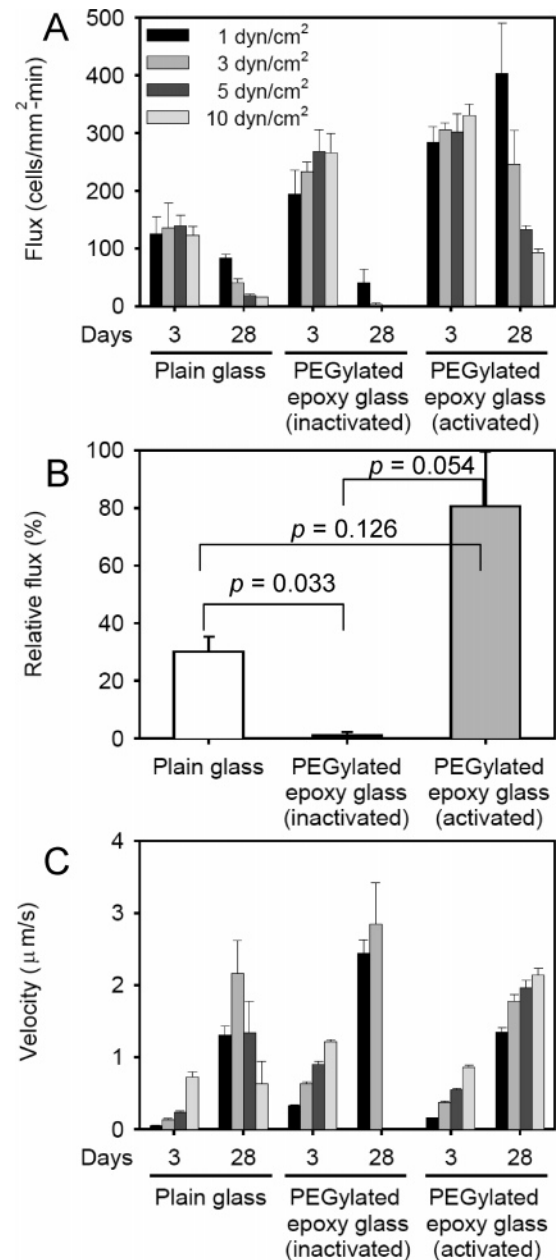 A
Flux (cells/mm²-min)
500
400
300
200
100
0
1 dyn/cm²
3 dyn/cm²
5 dyn/cm²
10 dyn/cm²
Days 3 28 3 28 3 28
Plain glass PEGylated PEGylated
epoxy glass epoxy glass
(inactivated) (activated)
B
Relative flux (%)
100
80
60
40
20
0
p = 0.054
p = 0.126
p = 0.033
Plain glass PEGylated PEGylated
epoxy glass epoxy glass
(inactivated) (activated)
C
Velocity (μm/s)
4
3
2
1
0
Days 3 28 3 28 3 28
Plain glass PEGylated PEGylated
epoxy glass epoxy glass
(inactivated) (activated)